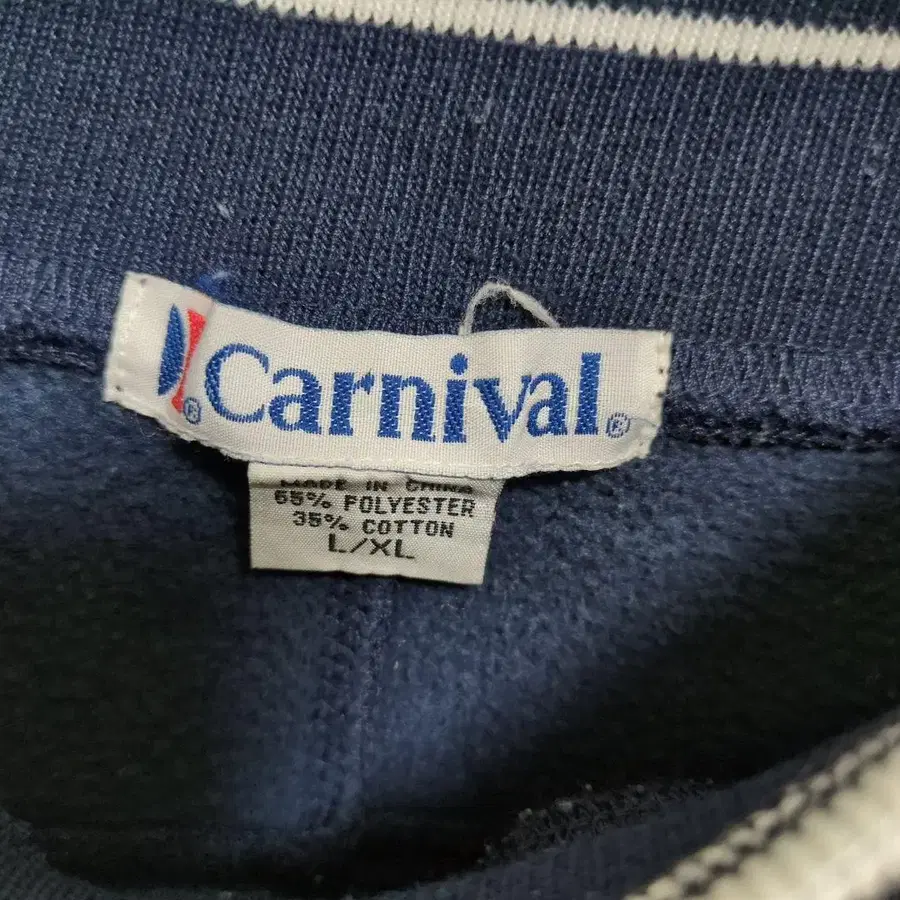 ® Carnival®
MADE IN CHINA
65% POLYESTER
35% COTTON
L/XL